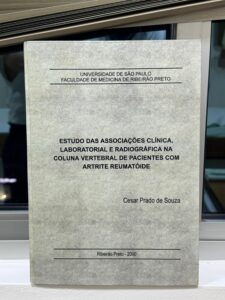 UNIVERSIDADE DE SÃO PAULO
FACULDADE DE MEDICINA DE RIBEIRÃO PRETO
ESTUDO DAS ASSOCIAÇÕES CLÍNICA,
LABORATORIAL E RADIOGRÁFICA NA
COLUNA VERTEBRAL DE PACIENTES COM
ARTRITE REUMATÓIDE
Cesar Prado de Souza
Ribeirão Preto -